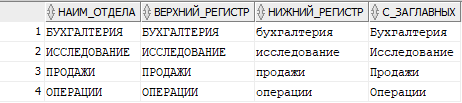 НАИМ_ОТДЕЛА ВЕРХНИЙ_РЕГИСТР НИЖНИЙ_РЕГИСТР С_ЗАГЛАВНЫХ
1 БУХГАЛТЕРИЯ БУХГАЛТЕРИЯ бухгалтерия Бухгалтерия
2 ИССЛЕДОВАНИЕ ИССЛЕДОВАНИЕ исследование Исследование
3 ПРОДАЖИ ПРОДАЖИ продажи Продажи
4 ОПЕРАЦИИ ОПЕРАЦИИ операции Операции